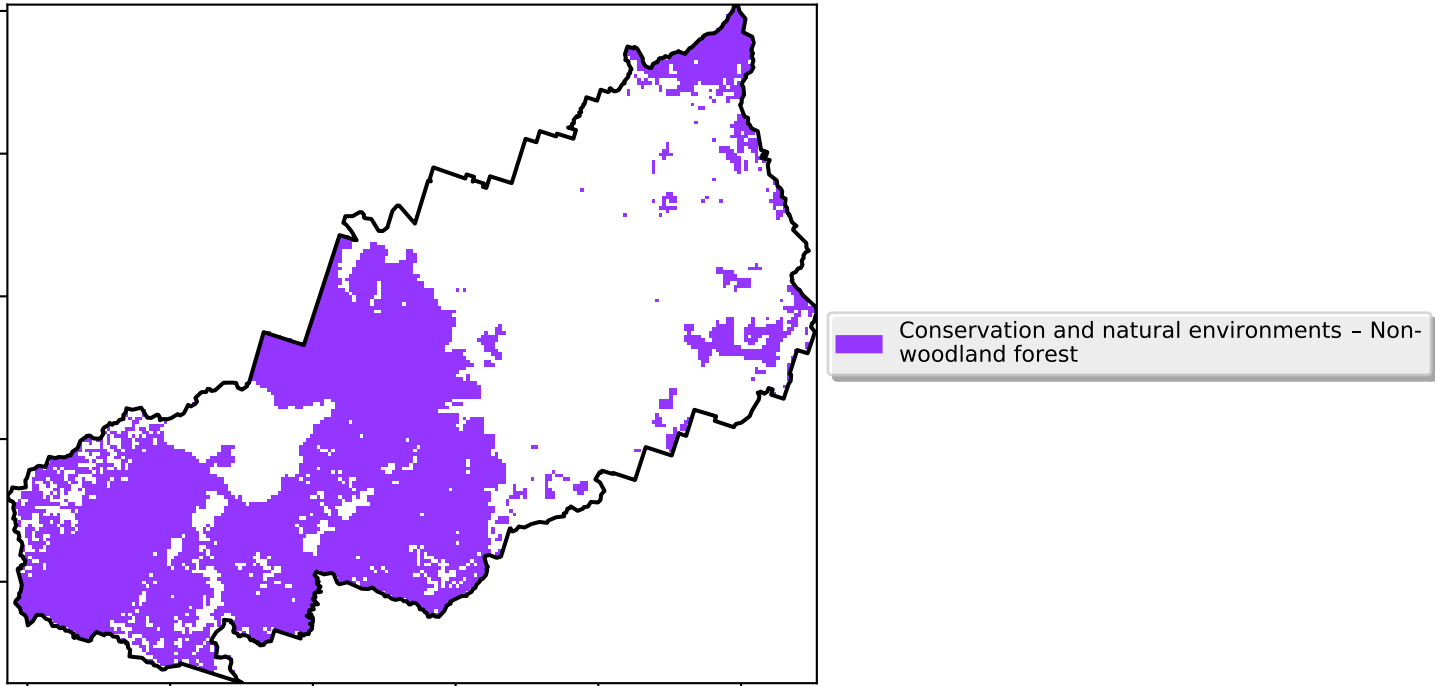 Conservation and natural environments – Non-
woodland forest